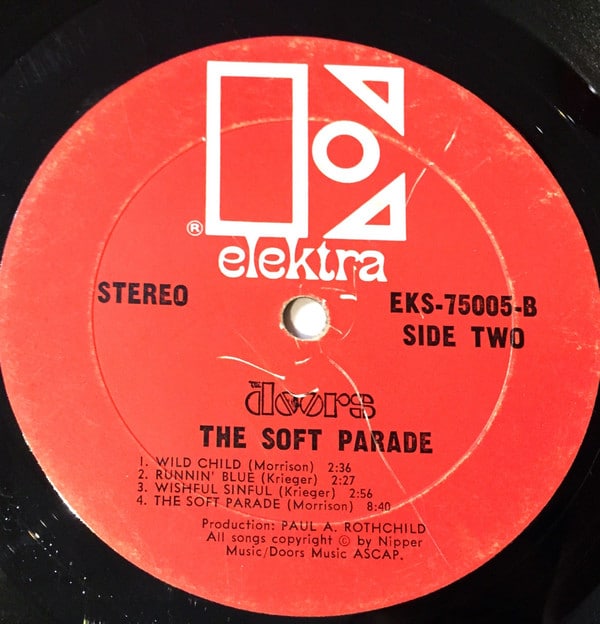 ®
elektra
STEREO
EKS-75005-B
SIDE TWO
THE doors
THE SOFT PARADE
1. WILD CHILD (Morrison) 2:36
2. RUNNIN' BLUE (Krieger) 2:27
3. WISHFUL SINFUL (Krieger) 2:56
4. THE SOFT PARADE (Morrison) 8:40
Production: PAUL A. ROTHCHILD
All songs copyright © by Nipper
Music/Doors Music ASCAP.